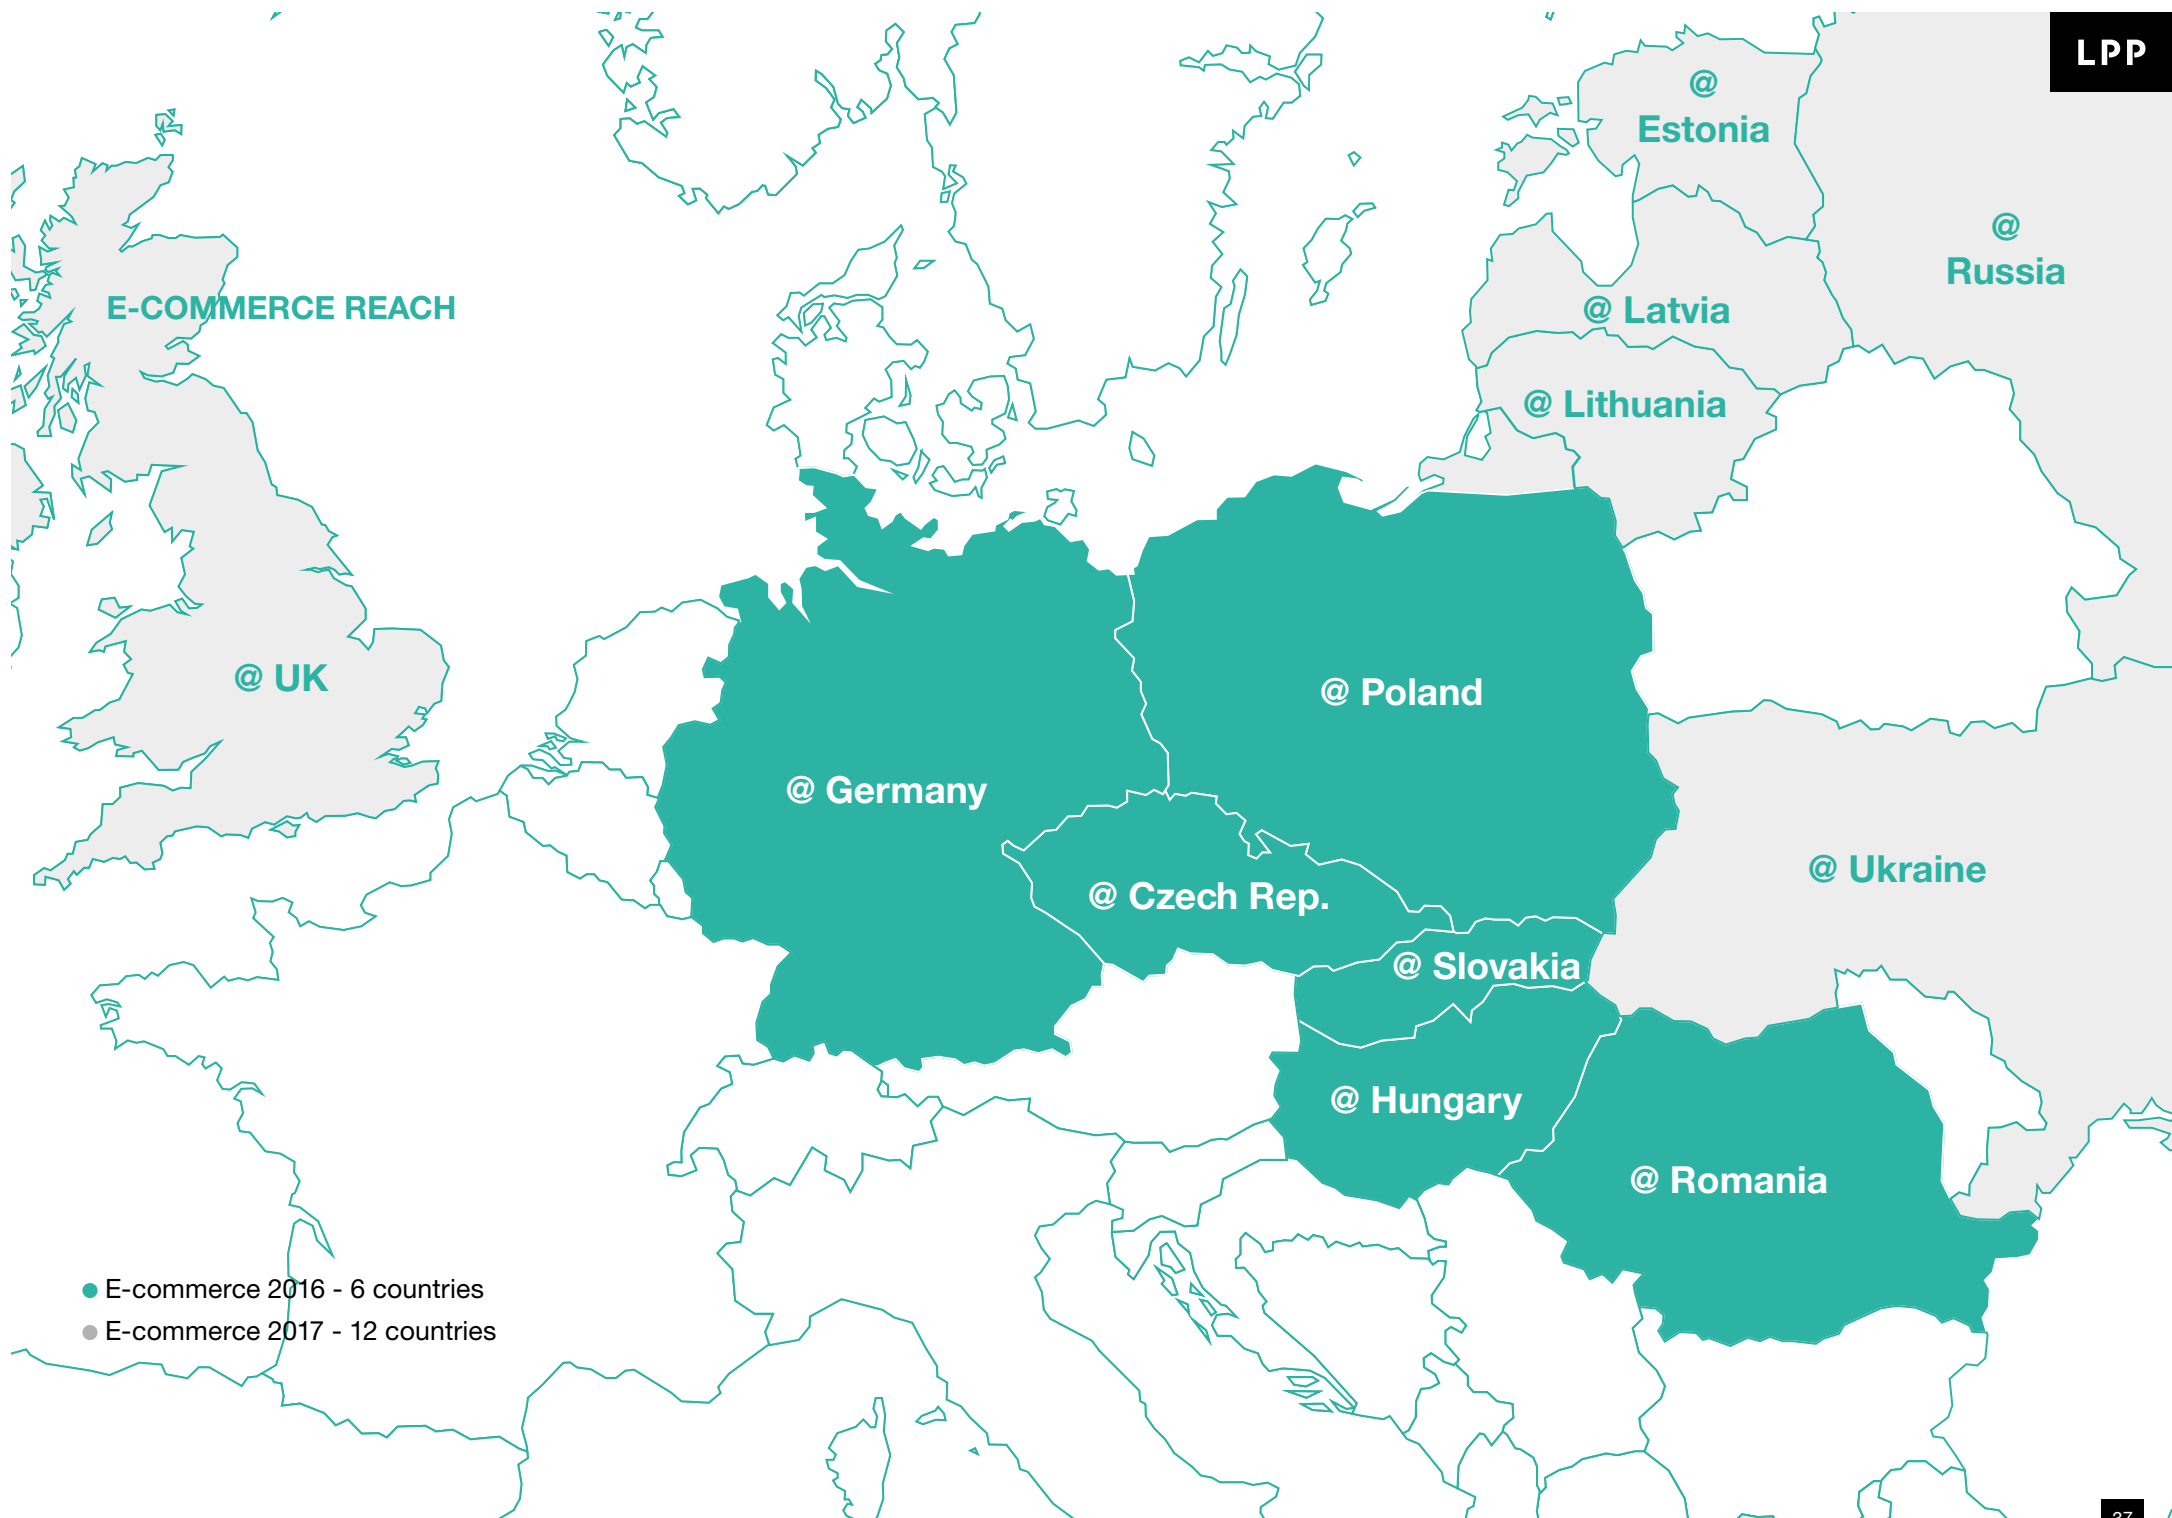 LPP
@
Estonia
@
Russia
E-COMMERCE REACH
@ Latvia
@ Lithuania
@ UK
@ Poland
@ Germany
@ Ukraine
@ Czech Rep.
@ Slovakia
@ Hungary
@ Romania
E-commerce 2016 - 6 countries
E-commerce 2017 - 12 countries